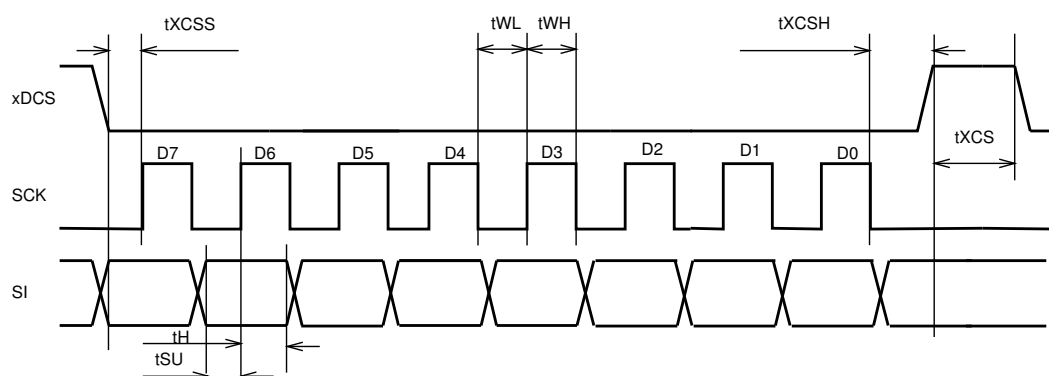 tXCSS tWL tWH tXCSH
xDCS
tXCS
D7 D6 D5 D4 D3 D2 D1 D0
SCK
SI
tH
tSU